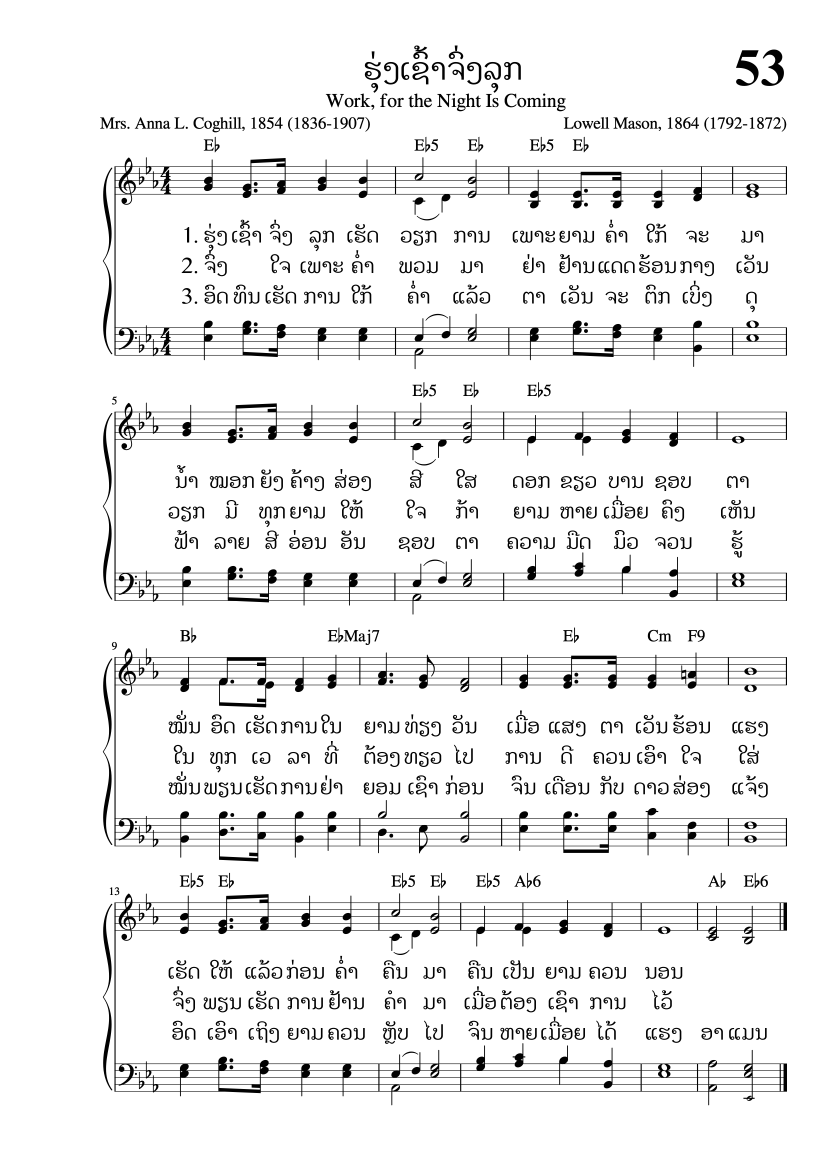 ຮຸ່ງເຊົ້າຈົ່ງລຸກ
53
Work, for the Night Is Coming
Mrs. Anna L. Coghill, 1854 (1836-1907)
Lowell Mason, 1864 (1792-1872)
E♭ E♭5 E♭ E♭5 E♭
1. ຮຸ່ງ ເຊົ້າ ຈົ່ງ ລຸກ ເຮັດ ວຽກ ການ ເພາະ ຍາມ ຄ່ຳ ໃກ້ ຈະ ມາ
2. ຈົ່ງ ໃຈ ເພາະ ຄ່ຳ ພວມ ມາ ຢ່າ ຢ້ານ ແດດ ຮ້ອນ ກາງ ເວັນ
3. ອົດ ທົນ ເຮັດ ການ ໃກ້ ຄ່ຳ ແລ້ວ ຕາ ເວັນ ຈະ ຕົກ ເບິ່ງ ດຸ
5 E♭5 E♭ E♭5
ນ້ຳ ໝອກ ຍັງ ຄ້າງ ສ່ອງ ສີ ໃສ ດອກ ຂຽວ ບານ ຊອບ ຕາ
ວຽກ ມີ ທຸກ ຍາມ ໃຫ້ ໃຈ ກ້າ ຍາມ ຫາຍ ເມື່ອຍ ຄົງ ເຫັນ
ຟ້າ ລາຍ ສີ ອ່ອນ ອັນ ຊອບ ຕາ ຄວາມ ມືດ ມົວ ຈວນ ຮູ້
9 B♭ E♭Maj7 E♭ Cm F9
ໝັ່ນ ອົດ ເຮັດ ການ ໃນ ຍາມ ທ່ຽງ ວັນ ເມື່ອ ແສງ ຕາ ເວັນ ຮ້ອນ ແຮງ
ໃນ ທຸກ ເວ ລາ ທີ່ ຕ້ອງ ທຽວ ໄປ ການ ດີ ຄວນ ເອົາ ໃຈ ໃສ່
ໝັ່ນ ພຽນ ເຮັດ ການ ຢ່າ ຍອມ ເຊົາ ກ່ອນ ຈົນ ເດືອນ ກັບ ດາວ ສ່ອງ ແຈ້ງ
13 E♭5 E♭ E♭5 E♭ E♭5 A♭6 A♭ E♭6
ເຮັດ ໃຫ້ ແລ້ວ ກ່ອນ ຄ່ຳ ຄືນ ມາ ຄືນ ເປັນ ຍາມ ຄວນ ນອນ
ຈົ່ງ ພຽນ ເຮັດ ການ ຢ້ານ ຄຳ ມາ ເມື່ອ ຕ້ອງ ເຊົາ ການ ໄວ້
ອົດ ເອົາ ເຖິງ ຍາມ ຄວນ ຫຼັບ ໄປ ຈົນ ຫາຍ ເມື່ອຍ ໄດ້ ແຮງ ອາ ແມນ